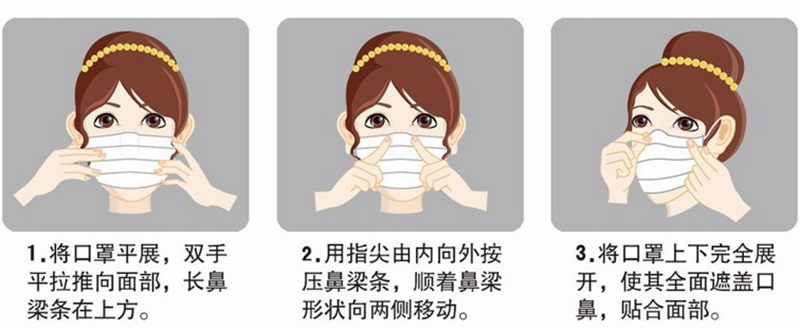 1.将口罩平展，双手
平拉推向面部，长鼻
梁条在上方。
2.用指尖由内向外按
压鼻梁条，顺着鼻梁
形状向两侧移动。
3.将口罩上下完全展
开，使其全面遮盖口
鼻，贴合面部。